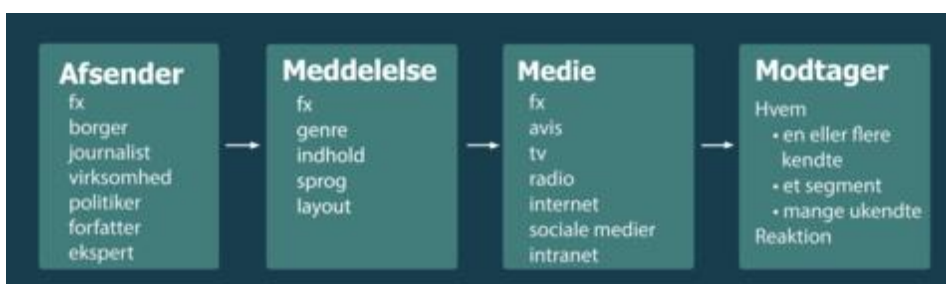 Afsender
fx
borger
journalist
virksomhed
politiker
forfatter
ekspert
Meddelelse
fx
genre
indhold
sprog
layout
Medie
fx
avis
tv
radio
internet
sociale medier
intranet
Modtager
Hvem
• en eller flere
kendte
• et segment
• mange ukendte
Reaktion